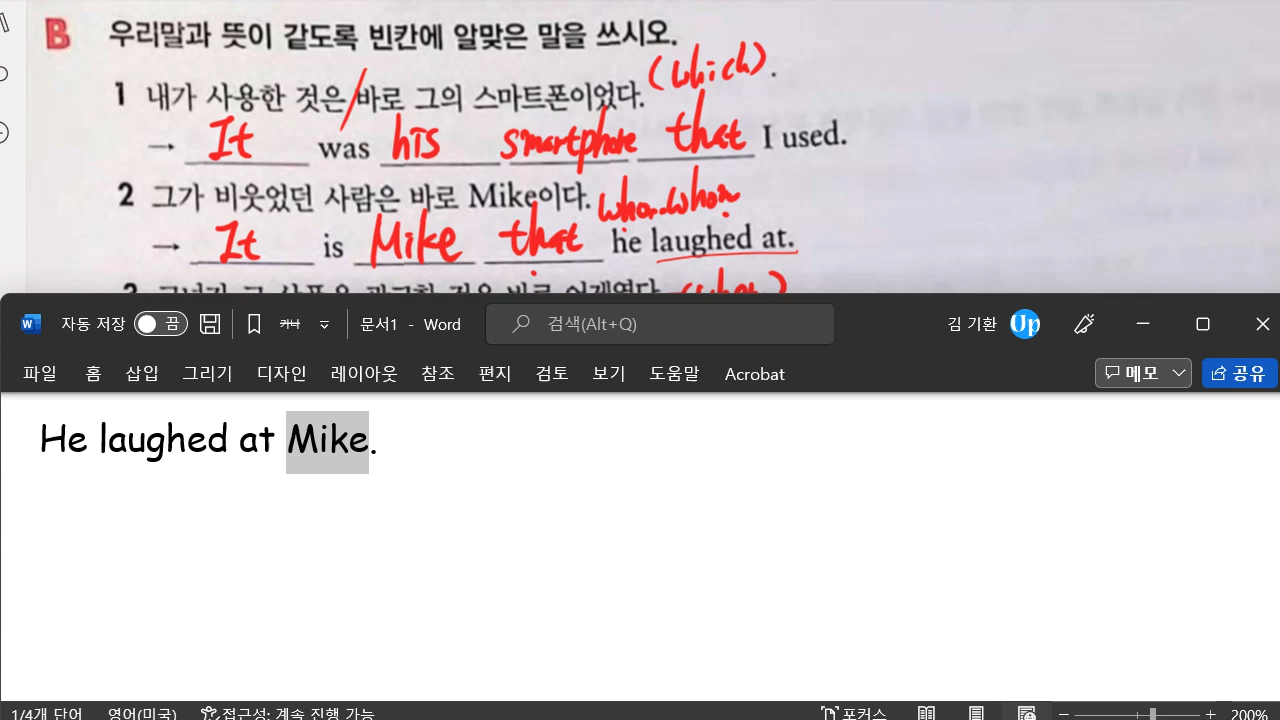 B 우리말과 뜻이 같도록 빈칸에 알맞은 말을 쓰시오.
(which).
1 내가 사용한 것은/바로 그의 스마트폰이었다.
→ It was his smartphone that I used.
2 그가 비웃었던 사람은 바로 Mike이다.
→ It is Mike that he laughed at.
자동 저장 끔 가나 문서1 - Word 검색(Alt+Q) 김 기환 Up
파일 홈 삽입 그리기 디자인 레이아웃 참조 편지 검토 보기 도움말 Acrobat 메모 공유
He laughed at Mike.
1/4개 단어 영어(미국) 접근성: 계속 진행 가능 포커스 200%